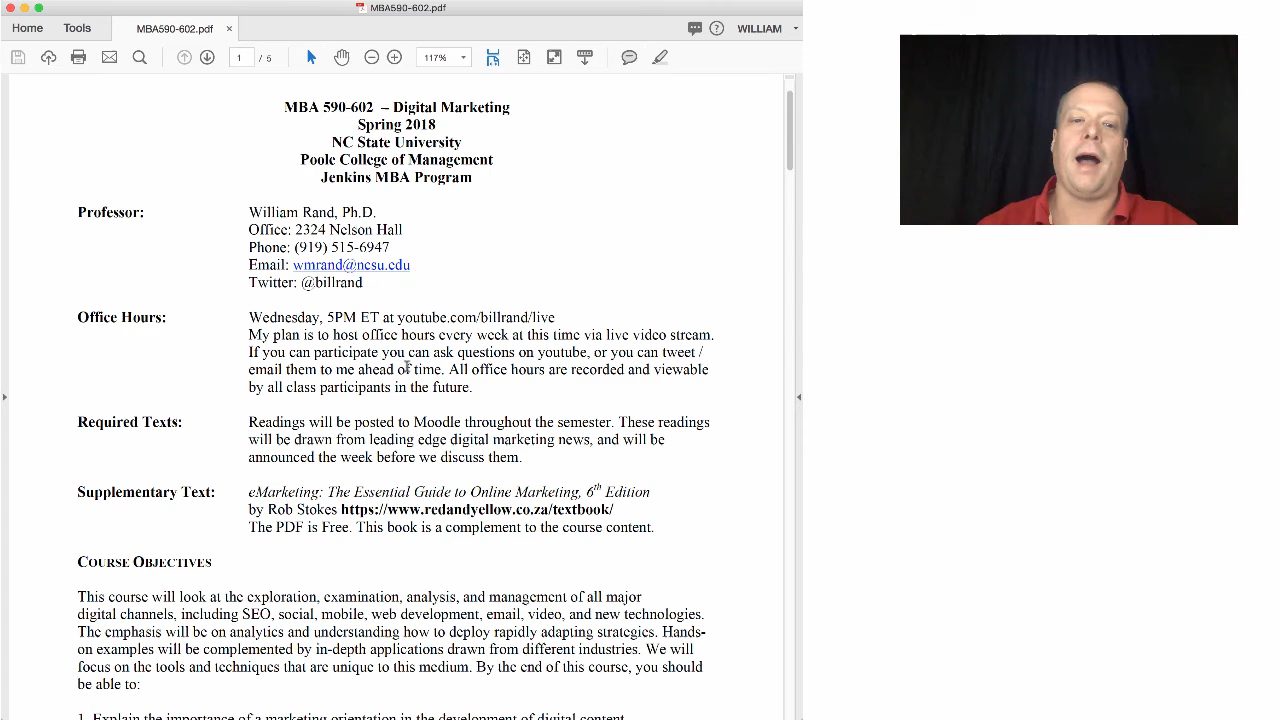 MBA590-602.pdf
Home Tools MBA590-602.pdf × WILLIAM
1 / 5 117%
MBA 590-602 – Digital Marketing
Spring 2018
NC State University
Poole College of Management
Jenkins MBA Program
Professor: William Rand, Ph.D.
Office: 2324 Nelson Hall
Phone: (919) 515-6947
Email: wmrand@ncsu.edu
Twitter: @billrand
Office Hours: Wednesday, 5PM ET at youtube.com/billrand/live
My plan is to host office hours every week at this time via live video stream.
If you can participate you can ask questions on youtube, or you can tweet /
email them to me ahead of time. All office hours are recorded and viewable
by all class participants in the future.
Required Texts: Readings will be posted to Moodle throughout the semester. These readings
will be drawn from leading edge digital marketing news, and will be
announced the week before we discuss them.
Supplementary Text: eMarketing: The Essential Guide to Online Marketing, 6th Edition
by Rob Stokes https://www.redandyellow.co.za/textbook/
The PDF is Free. This book is a complement to the course content.
COURSE OBJECTIVES
This course will look at the exploration, examination, analysis, and management of all major
digital channels, including SEO, social, mobile, web development, email, video, and new technologies.
The emphasis will be on analytics and understanding how to deploy rapidly adapting strategies. Hands-
on examples will be complemented by in-depth applications drawn from different industries. We will
focus on the tools and techniques that are unique to this medium. By the end of this course, you should
be able to:
1. Explain the importance of a marketing orientation in the development of digital content